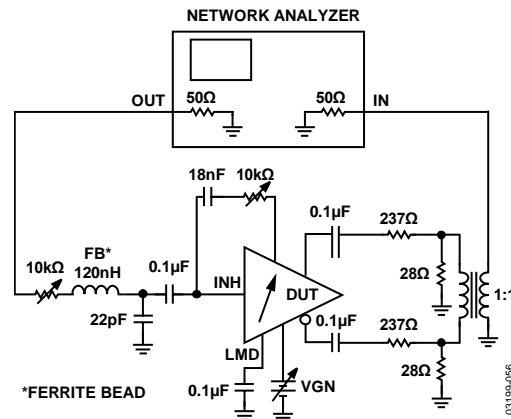 NETWORK ANALYZER
OUT
50Ω
50Ω
IN
18nF
10kΩ
0.1µF
237Ω
FB*
120nH
10kΩ
0.1µF
INH
DUT
28Ω
1:1
22pF
0.1µF
237Ω
LMD
28Ω
0.1µF
VGN
*FERRITE BEAD
03199-056